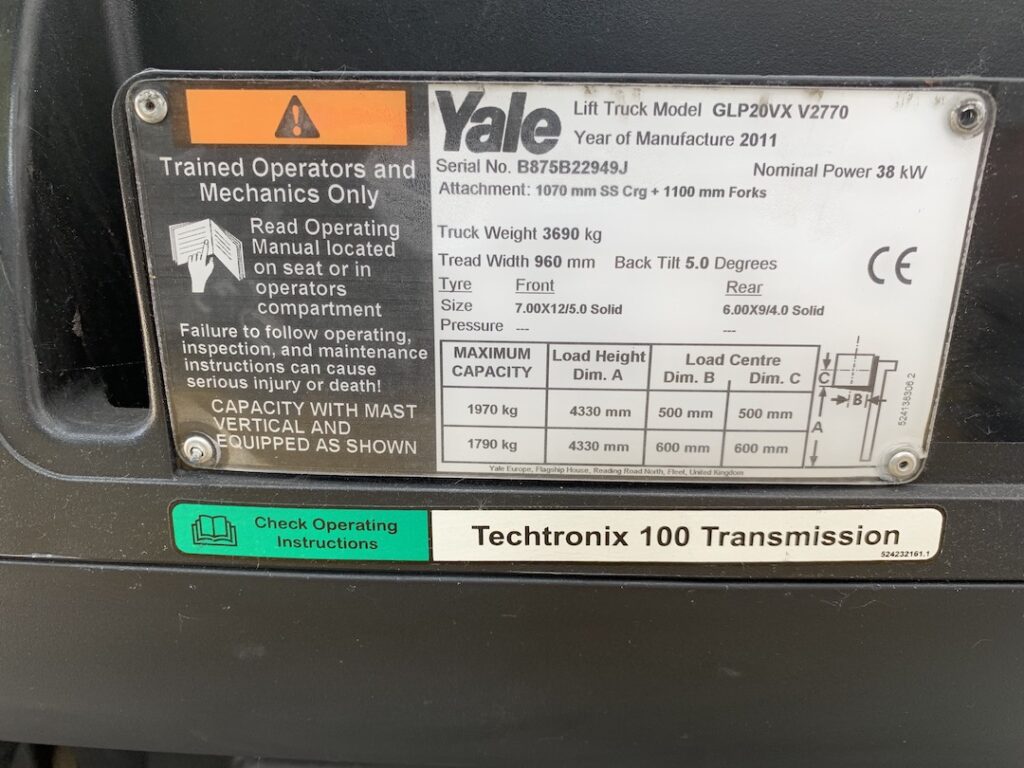 Trained Operators and
Mechanics Only
Read Operating
Manual located
on seat or in
operators
compartment
Failure to follow operating,
inspection, and maintenance
instructions can cause
serious injury or death!
CAPACITY WITH MAST
VERTICAL AND
EQUIPPED AS SHOWN
Yale
Lift Truck Model GLP20VX V2770
Year of Manufacture 2011
Serial No. B875B22949J Nominal Power 38 kW
Attachment: 1070 mm SS Crg + 1100 mm Forks
Truck Weight 3690 kg
Tread Width 960 mm Back Tilt 5.0 Degrees
CE
Tyre Front Rear
Size 7.00X12/5.0 Solid 6.00X9/4.0 Solid
Pressure --- ---
MAXIMUM CAPACITY Load Height Dim. A Load Centre Dim. B Dim. C
1970 kg 4330 mm 500 mm 500 mm
1790 kg 4330 mm 600 mm 600 mm
C
B
A
524138306.2
Yale Europe, Flagship House, Reading Road North, Fleet, United Kingdom
Check Operating
Instructions
Techtronix 100 Transmission
524232161.1